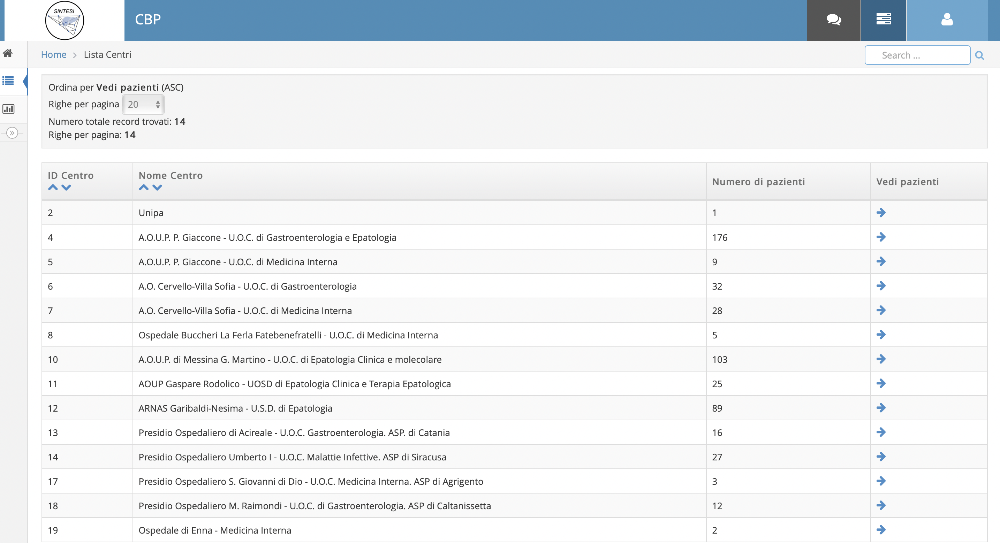 SINTESI
CBP
Home > Lista Centri
Search ...
Ordina per Vedi pazienti (ASC)
Righe per pagina 20
Numero totale record trovati: 14
Righe per pagina: 14
ID Centro Nome Centro Numero di pazienti Vedi pazienti
2 Unipa 1
4 A.O.U.P. P. Giaccone - U.O.C. di Gastroenterologia e Epatologia 176
5 A.O.U.P. P. Giaccone - U.O.C. di Medicina Interna 9
6 A.O. Cervello-Villa Sofia - U.O.C. di Gastroenterologia 32
7 A.O. Cervello-Villa Sofia - U.O.C. di Medicina Interna 28
8 Ospedale Buccheri La Ferla Fatebenefratelli - U.O.C. di Medicina Interna 5
10 A.O.U.P. di Messina G. Martino - U.O.C. di Epatologia Clinica e molecolare 103
11 AOUP Gaspare Rodolico - UOSD di Epatologia Clinica e Terapia Epatologica 25
12 ARNAS Garibaldi-Nesima - U.S.D. di Epatologia 89
13 Presidio Ospedaliero di Acireale - U.O.C. Gastroenterologia. ASP. di Catania 16
14 Presidio Ospedaliero Umberto I - U.O.C. Malattie Infettive. ASP di Siracusa 27
17 Presidio Ospedaliero S. Giovanni di Dio - U.O.C. Medicina Interna. ASP di Agrigento 3
18 Presidio Ospedaliero M. Raimondi - U.O.C. di Gastroenterologia. ASP di Caltanissetta 12
19 Ospedale di Enna - Medicina Interna 2